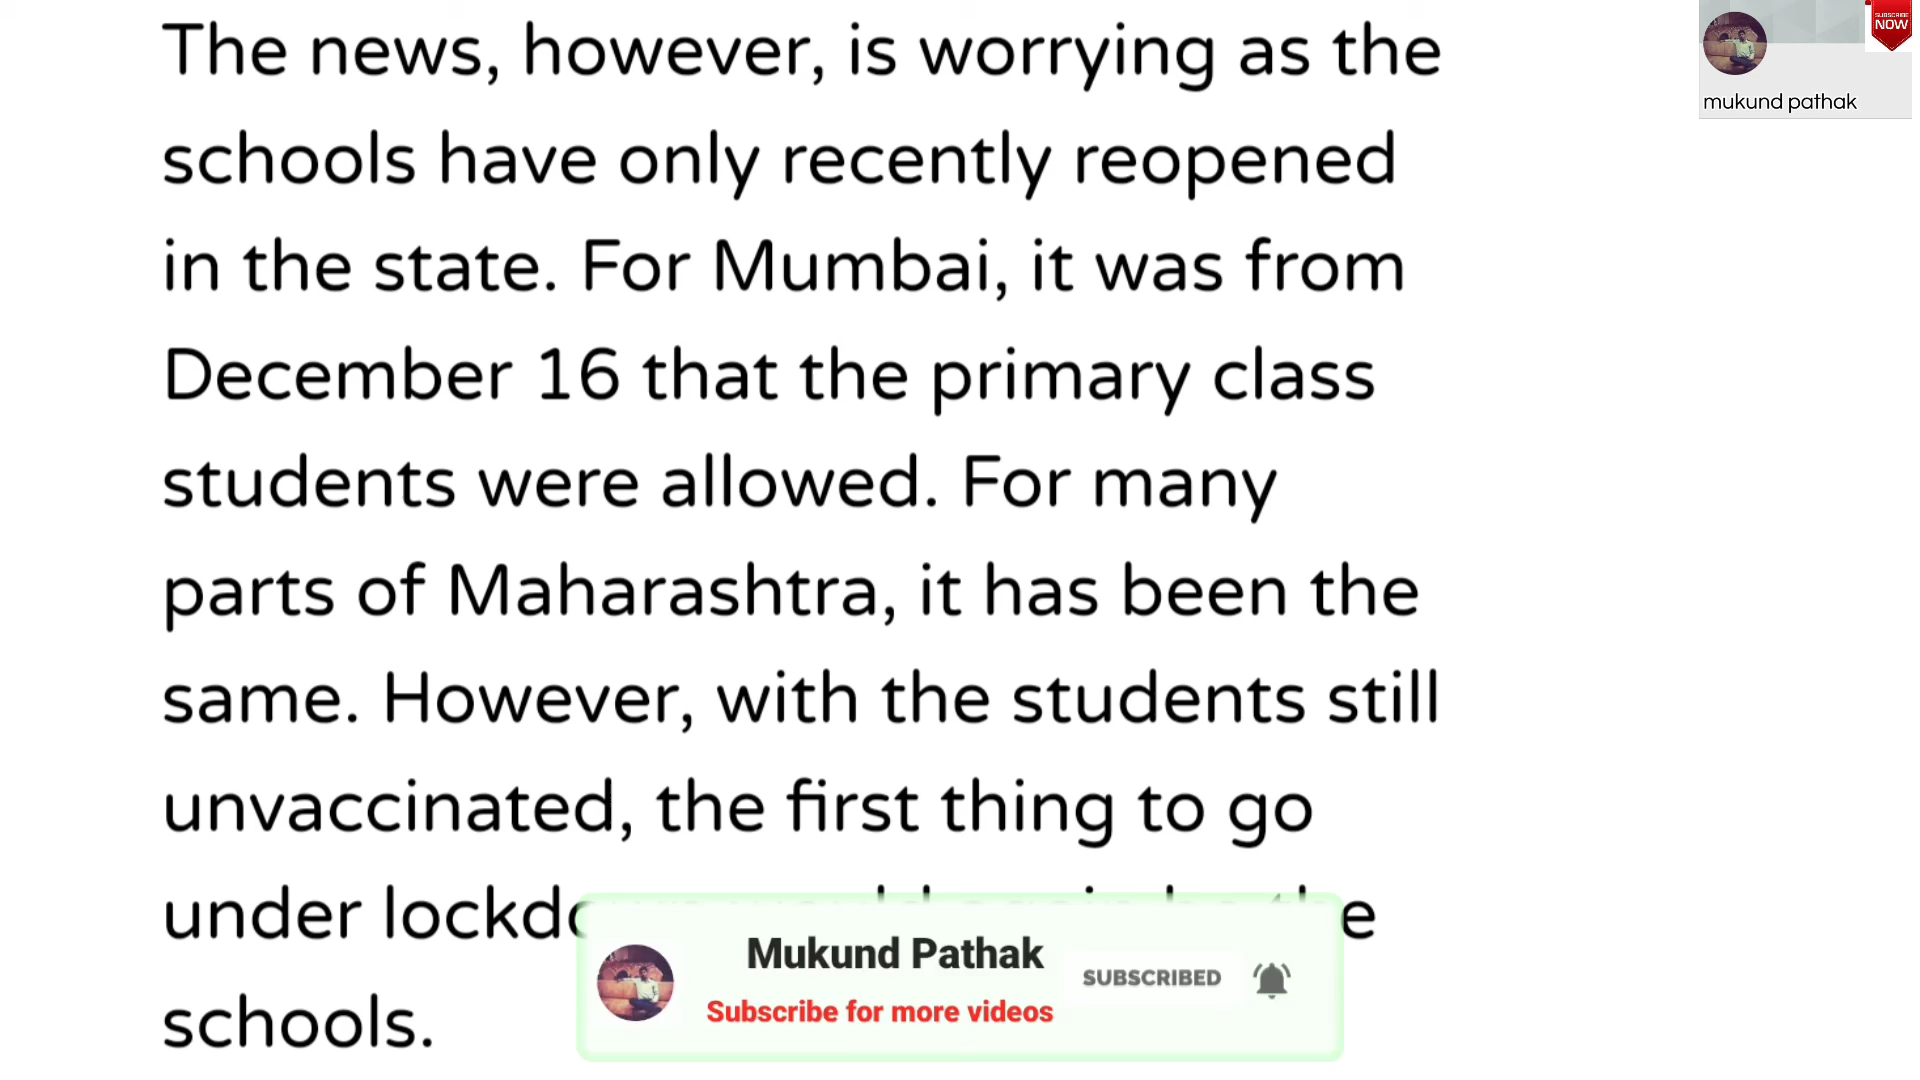 The news, however, is worrying as the
schools have only recently reopened
in the state. For Mumbai, it was from
December 16 that the primary class
students were allowed. For many
parts of Maharashtra, it has been the
same. However, with the students still
unvaccinated, the first thing to go
under
schools.
SUBSCRIBE
NOW
mukund pathak
Mukund Pathak
Subscribe for more videos
SUBSCRIBED